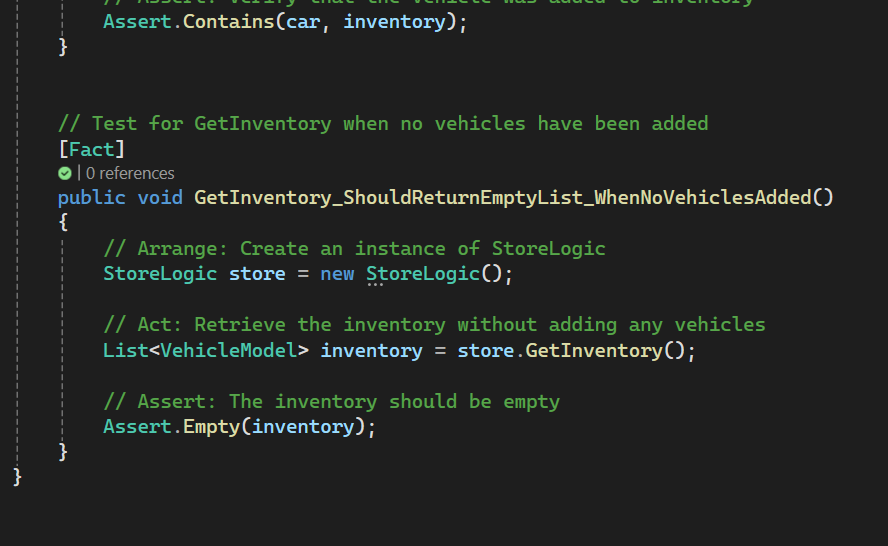 // Assert: Verify that the vehicle was added to inventory
Assert.Contains(car, inventory);
}
// Test for GetInventory when no vehicles have been added
[Fact]
| 0 references
public void GetInventory_ShouldReturnEmptyList_WhenNoVehiclesAdded()
{
// Arrange: Create an instance of StoreLogic
StoreLogic store = new StoreLogic();
// Act: Retrieve the inventory without adding any vehicles
List<VehicleModel> inventory = store.GetInventory();
// Assert: The inventory should be empty
Assert.Empty(inventory);
}
}